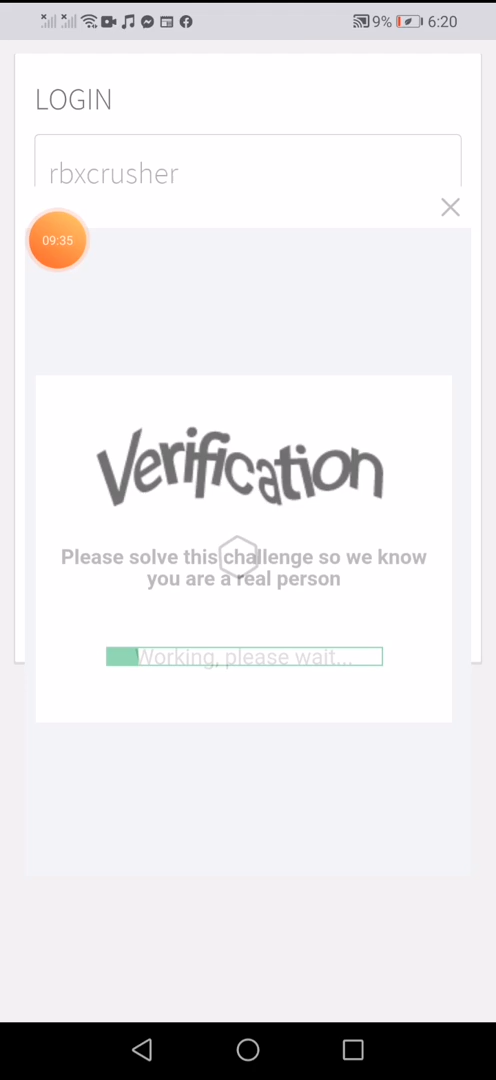 9% 6:20
LOGIN
rbxcrusher
09:35
Verification
Please solve this challenge so we know
you are a real person
Working, please wait...